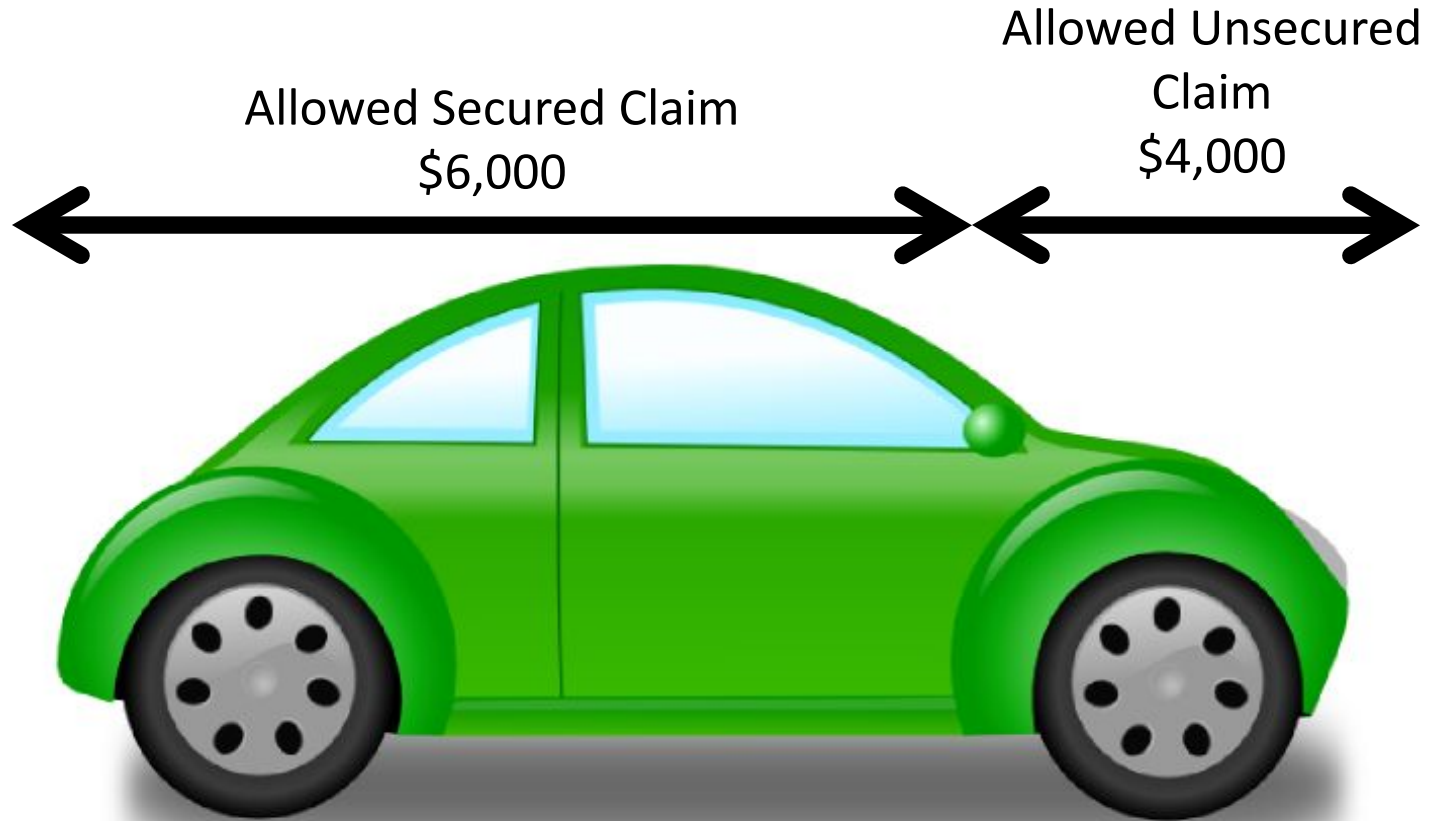 Allowed Secured Claim
$6,000
Allowed Unsecured
Claim
$4,000